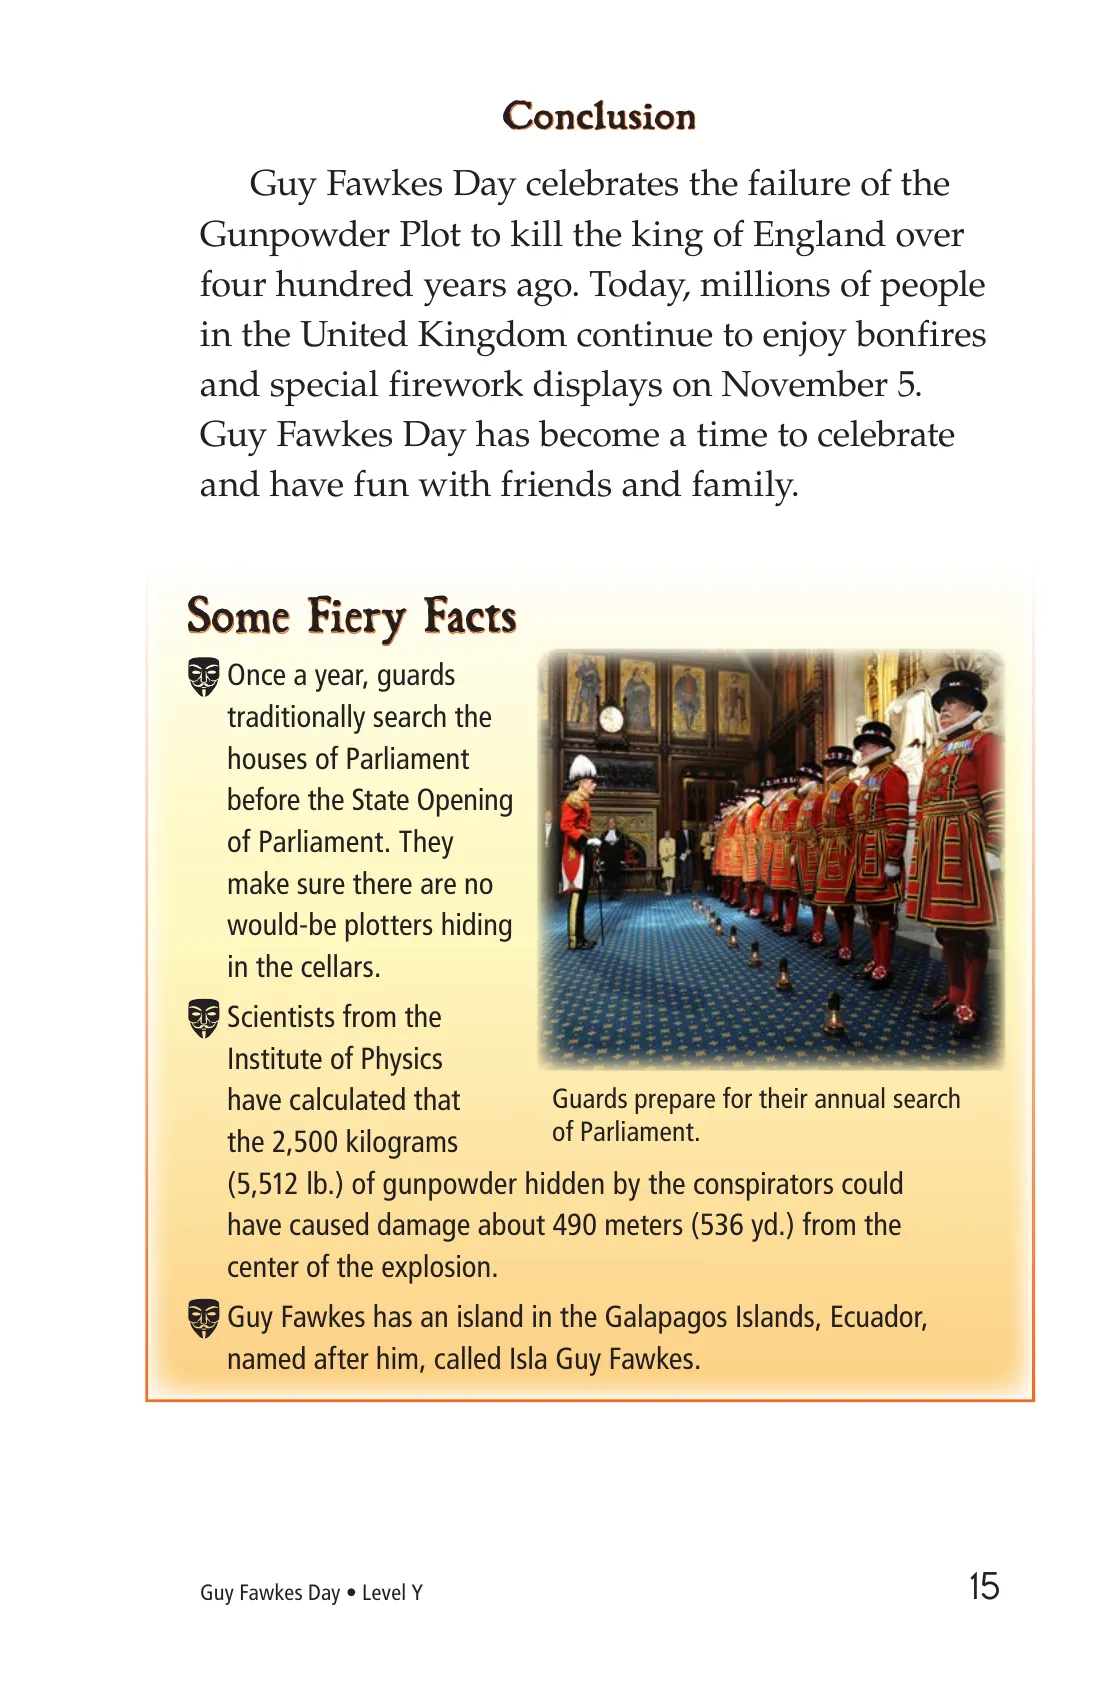 Conclusion
Guy Fawkes Day celebrates the failure of the
Gunpowder Plot to kill the king of England over
four hundred years ago. Today, millions of people
in the United Kingdom continue to enjoy bonfires
and special firework displays on November 5.
Guy Fawkes Day has become a time to celebrate
and have fun with friends and family.
Some Fiery Facts
Once a year, guards
traditionally search the
houses of Parliament
before the State Opening
of Parliament. They
make sure there are no
would-be plotters hiding
in the cellars.
Scientists from the
Institute of Physics
have calculated that
the 2,500 kilograms
(5,512 lb.) of gunpowder hidden by the conspirators could
have caused damage about 490 meters (536 yd.) from the
center of the explosion.
Guy Fawkes has an island in the Galapagos Islands, Ecuador,
named after him, called Isla Guy Fawkes.
Guards prepare for their annual search
of Parliament.
Guy Fawkes Day • Level Y
15